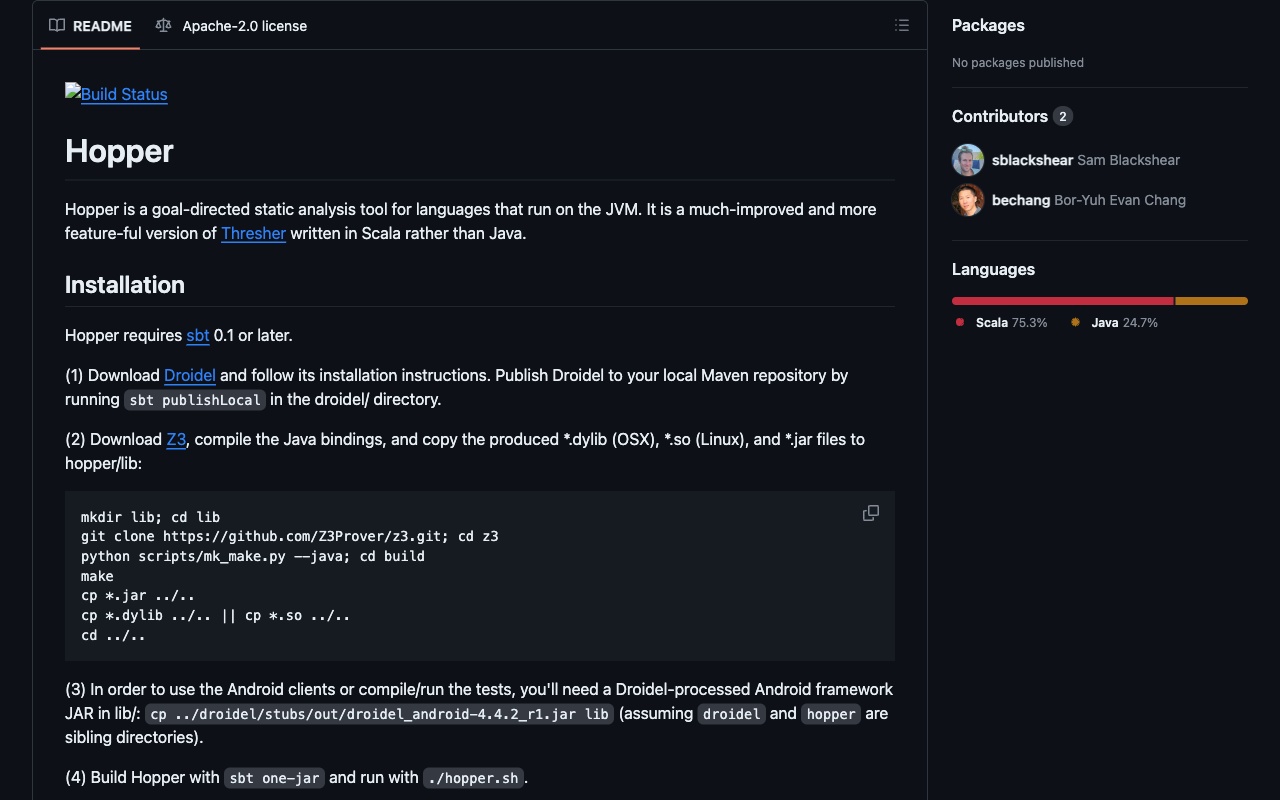 README
Apache-2.0 license
Build Status
Hopper
Hopper is a goal-directed static analysis tool for languages that run on the JVM. It is a much-improved and more
feature-ful version of Thresher written in Scala rather than Java.
Installation
Hopper requires sbt 0.1 or later.
(1) Download Droidel and follow its installation instructions. Publish Droidel to your local Maven repository by
running sbt publishLocal in the droidel/ directory.
(2) Download Z3, compile the Java bindings, and copy the produced *.dylib (OSX), *.so (Linux), and *.jar files to
hopper/lib:
mkdir lib; cd lib
git clone https://github.com/Z3Prover/z3.git; cd z3
python scripts/mk_make.py --java; cd build
make
cp *.jar ../..
cp *.dylib ../.. || cp *.so ../..
cd ../..
(3) In order to use the Android clients or compile/run the tests, you'll need a Droidel-processed Android framework
JAR in lib/: cp ../droidel/stubs/out/droidel_android-4.4.2_r1.jar lib (assuming droidel and hopper are
sibling directories).
(4) Build Hopper with sbt one-jar and run with ./hopper.sh.
Packages
No packages published
Contributors 2
sblackshear Sam Blackshear
bechang Bor-Yuh Evan Chang
Languages
Scala 75.3%
Java 24.7%